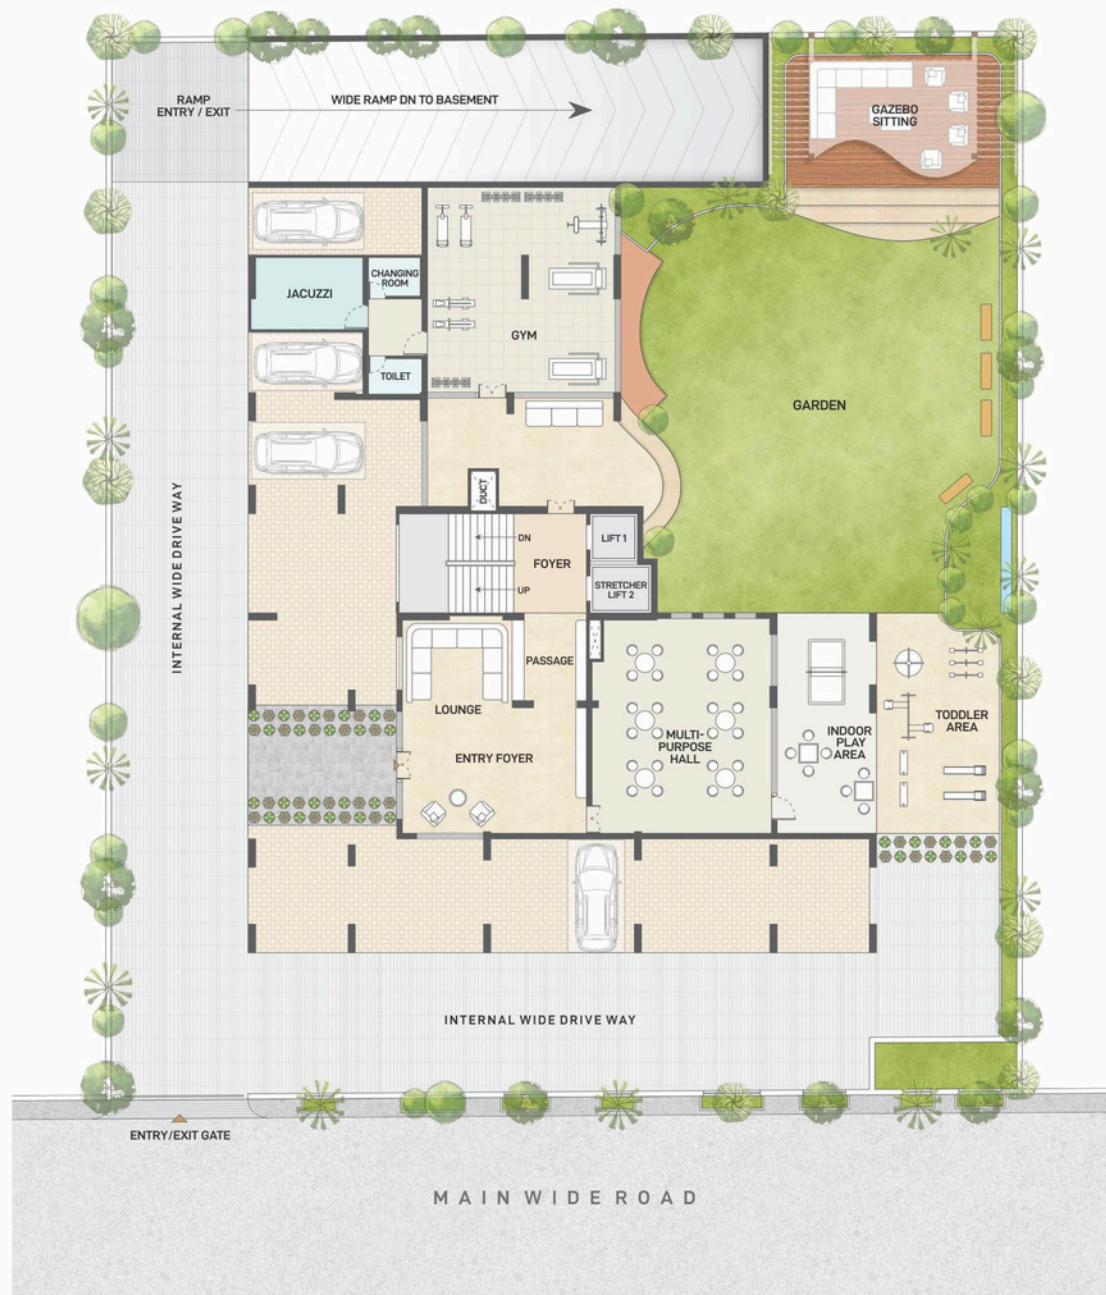 RAMP
ENTRY / EXIT
WIDE RAMP DN TO BASEMENT
GAZEBO
SITTING
JACUZZI
CHANGING
ROOM
GYM
TOILET
GARDEN
DUCT
INTERNAL WIDE DRIVE WAY
DN
UP
FOYER
LIFT 1
STRETCHER
LIFT 2
PASSAGE
LOUNGE
ENTRY FOYER
MULTI-
PURPOSE
HALL
INDOOR
PLAY
AREA
TODDLER
AREA
INTERNAL WIDE DRIVE WAY
ENTRY/EXIT GATE
MAIN WIDE ROAD